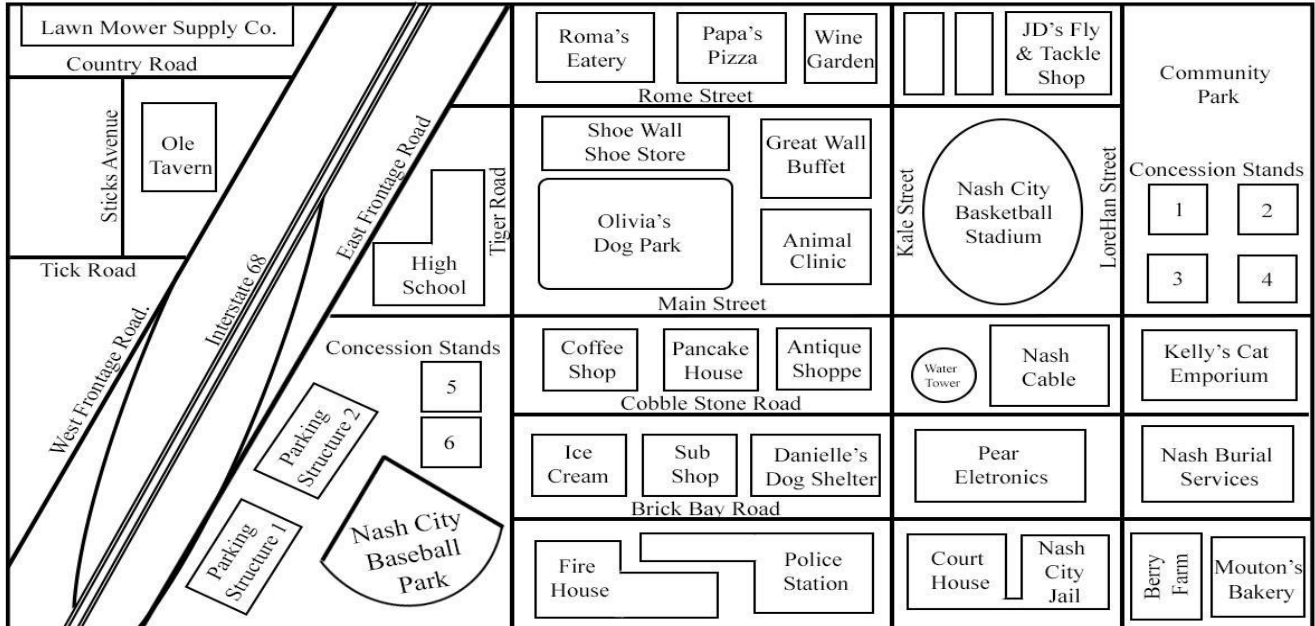 Lawn Mower Supply Co.
Country Road
Sticks Avenue
Ole
Tavern
Tick Road
West Frontage Road.
Interstate 68
East Frontage Road
High
School
Tiger Road
Concession Stands
5
6
Parking
Structure 2
Parking
Structure 1
Nash City
Baseball
Park
Roma's
Eatery
Papa's
Pizza
Wine
Garden
Rome Street
Shoe Wall
Shoe Store
Great Wall
Buffet
Olivia's
Dog Park
Animal
Clinic
Main Street
Coffee
Shop
Pancake
House
Antique
Shoppe
Cobble Stone Road
Ice
Cream
Sub
Shop
Danielle's
Dog Shelter
Brick Bay Road
Fire
House
Police
Station
JD's Fly
& Tackle
Shop
Kale Street
Nash City
Basketball
Stadium
LoreHan Street
Water
Tower
Nash
Cable
Pear
Eletronics
Court
House
Nash
City
Jail
Community
Park
Concession Stands
1
2
3
4
Kelly's Cat
Emporium
Nash Burial
Services
Berry
Farm
Mouton's
Bakery